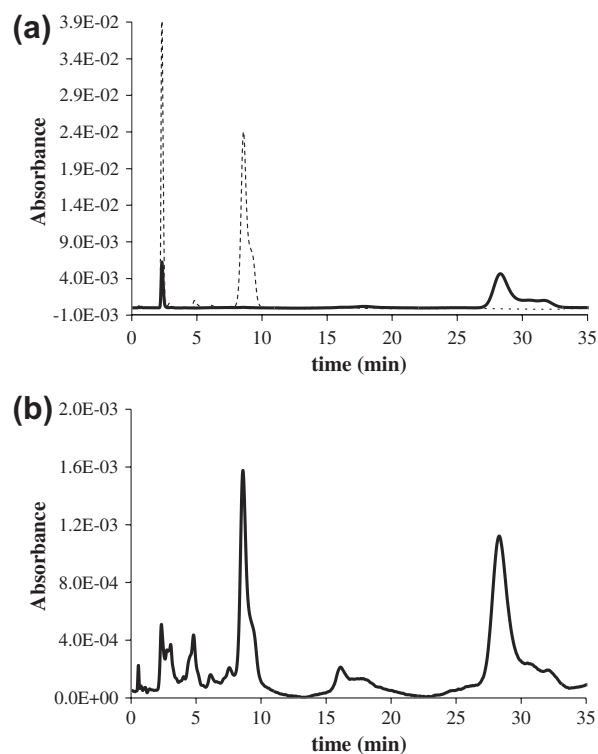 (a)
3.9E-02
3.4E-02
2.9E-02
2.4E-02
1.9E-02
1.4E-02
9.0E-03
4.0E-03
-1.0E-03
Absorbance
0 5 10 15 20 25 30 35
time (min)
(b)
2.0E-03
1.6E-03
1.2E-03
8.0E-04
4.0E-04
0.0E+00
Absorbance
0 5 10 15 20 25 30 35
time (min)